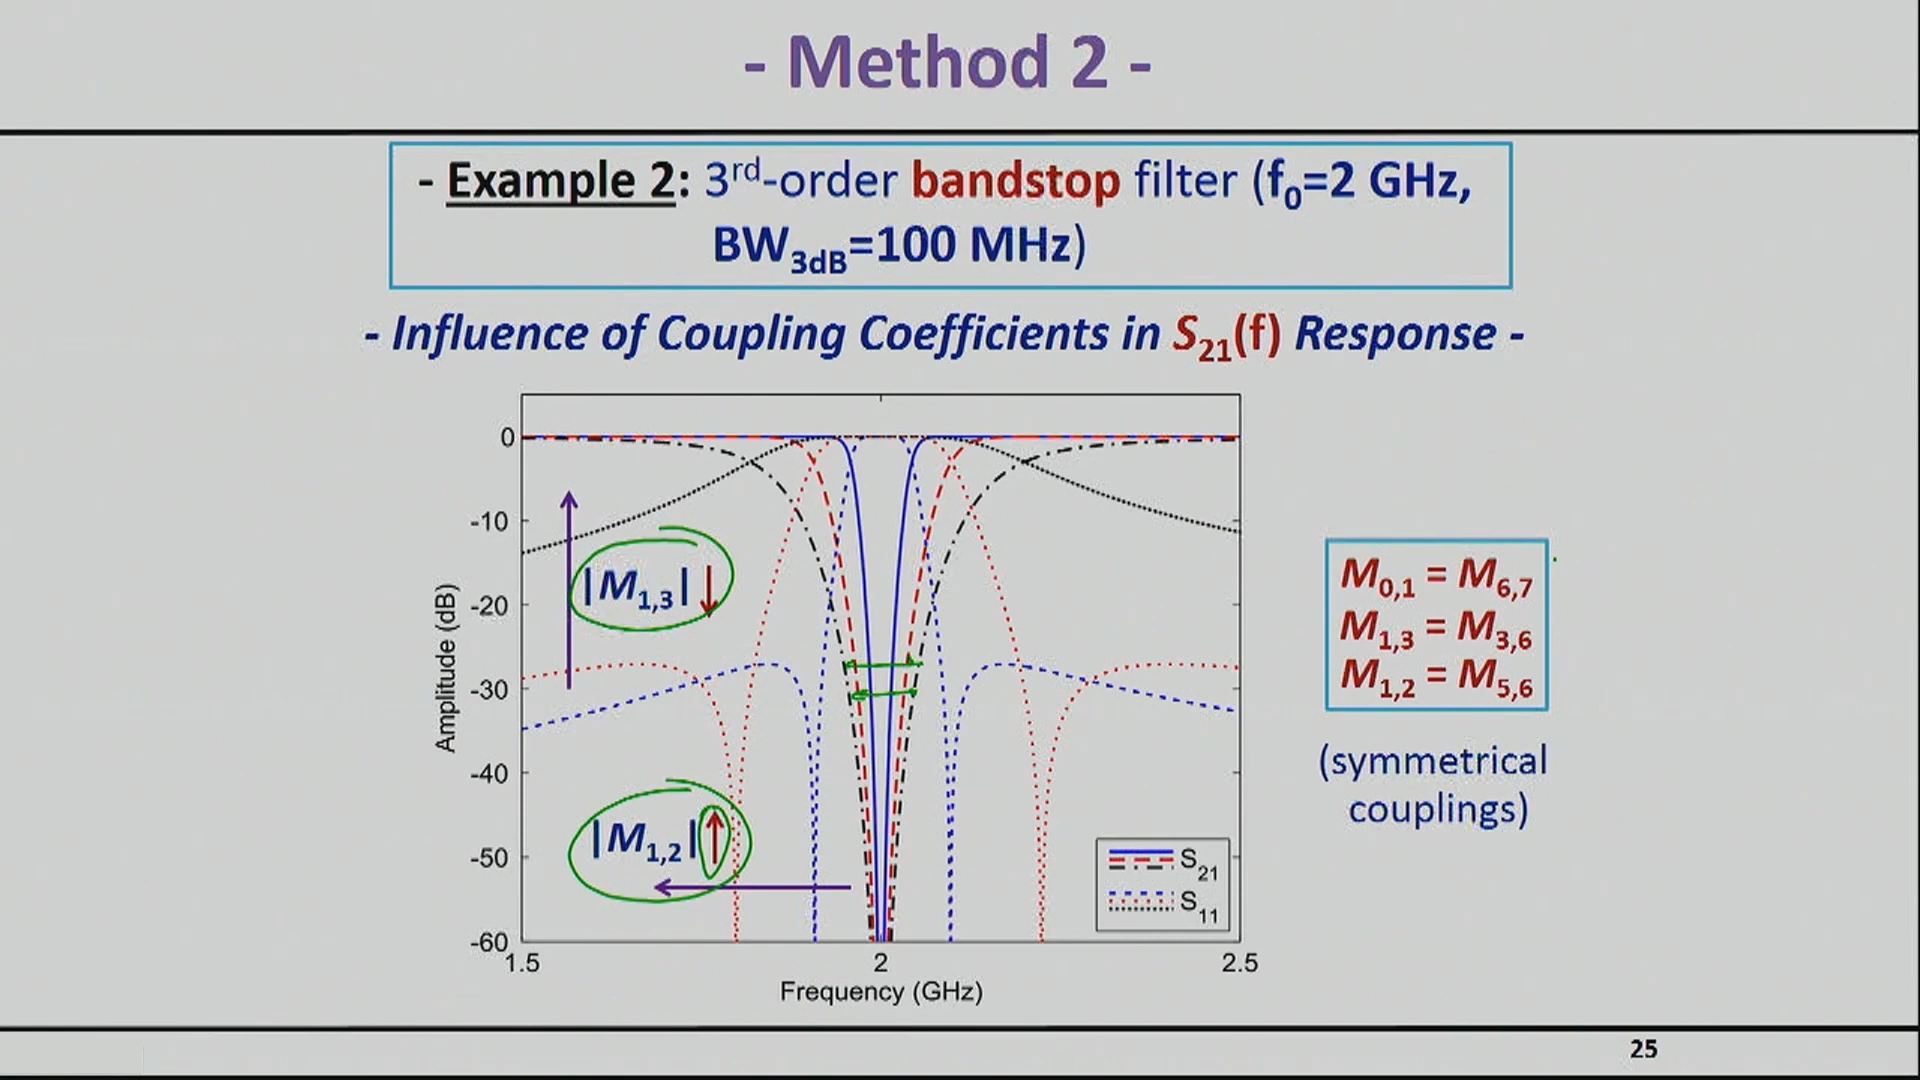 - Method 2 -
- Example 2: 3rd-order bandstop filter (f0=2 GHz,
BW3dB=100 MHz)
- Influence of Coupling Coefficients in S21(f) Response -
0
-10
-20
-30
-40
-50
-60
1.5
2
2.5
Amplitude (dB)
Frequency (GHz)
|M1,3|↓
|M1,2|↑
S21
S11
M0,1 = M6,7
M1,3 = M3,6
M1,2 = M5,6
(symmetrical
couplings)
25